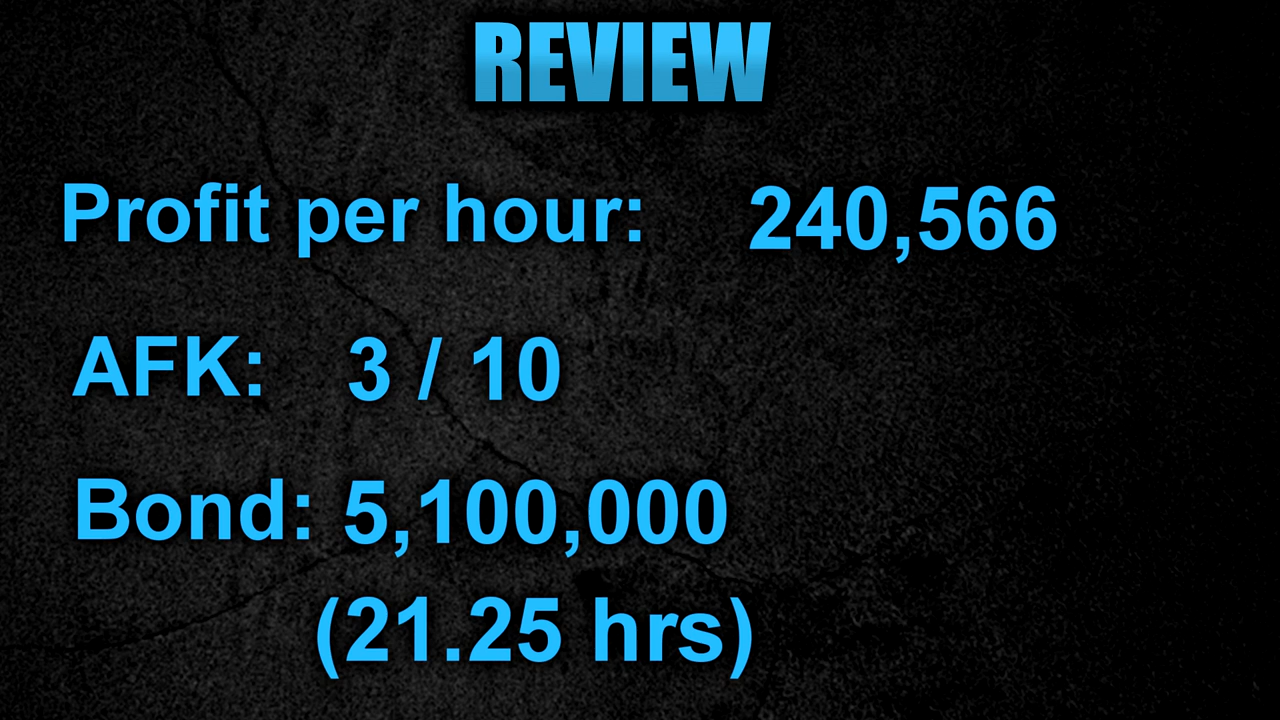 REVIEW
Profit per hour: 240,566
AFK: 3 / 10
Bond: 5,100,000
(21.25 hrs)